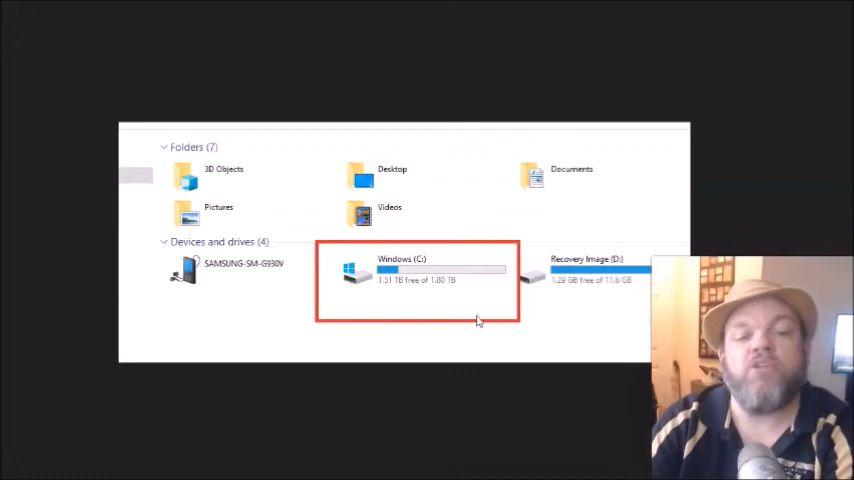 Folders (7)
3D Objects
Desktop
Documents
Pictures
Videos
Devices and drives (4)
SAMSUNG-SM-G930V
Windows (C:)
1.51 TB free of 1.80 TB
Recovery Image (D:)
1.29 GB free of 11.6 GB